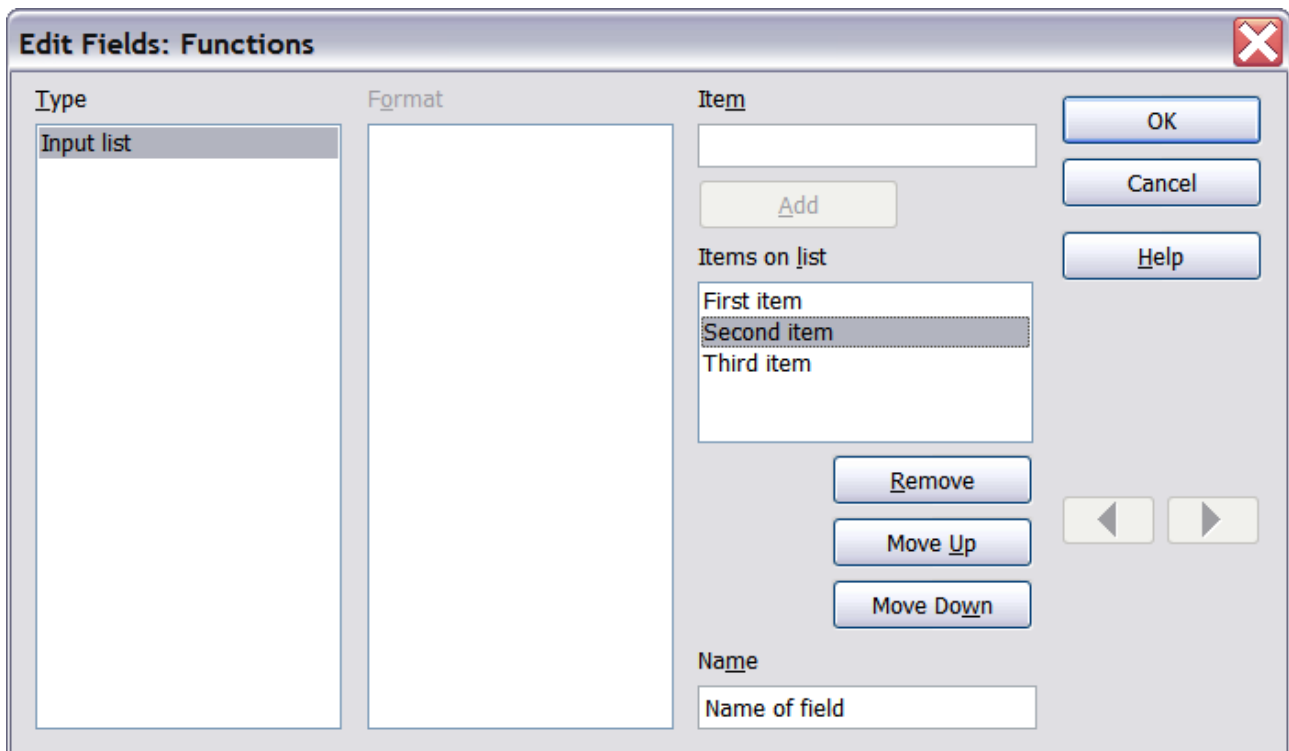 Edit Fields: Functions
Type
Format
Item
Input list
OK
Cancel
Add
Help
Items on list
First item
Second item
Third item
Remove
Move Up
Move Down
Name
Name of field